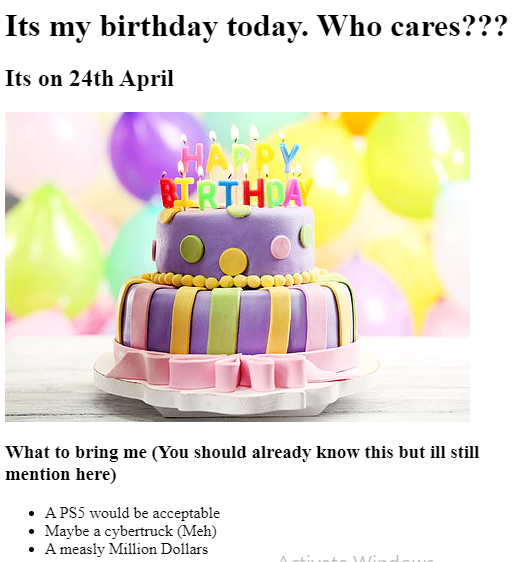 Its my birthday today. Who cares???
Its on 24th April
HAPPY
BIRTHDAY
What to bring me (You should already know this but ill still
mention here)
A PS5 would be acceptable
Maybe a cybertruck (Meh)
A measly Million Dollars
Activate Windows